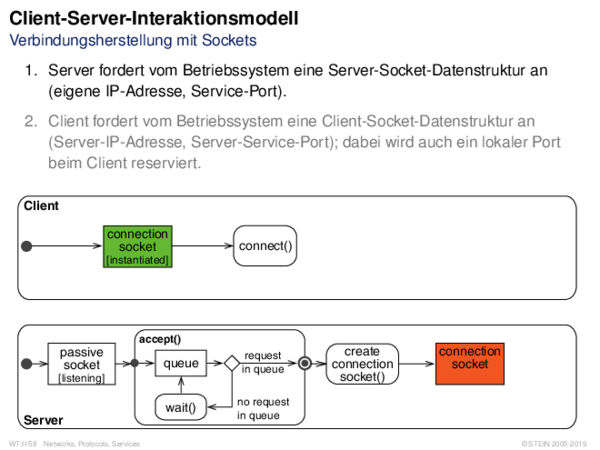 Client-Server-Interaktionsmodell
Verbindungsherstellung mit Sockets
1. Server fordert vom Betriebssystem eine Server-Socket-Datenstruktur an
(eigene IP-Adresse, Service-Port).
2. Client fordert vom Betriebssystem eine Client-Socket-Datenstruktur an
(Server-IP-Adresse, Server-Service-Port); dabei wird auch ein lokaler Port
beim Client reserviert.
Client
connection
socket
[instantiated]
connect()
accept()
passive
socket
[listening]
queue
request
in queue
wait()
no request
in queue
create
connection
socket()
connection
socket
Server
WT:II-58 Networks, Protocols, Services
© STEIN 2005-2019